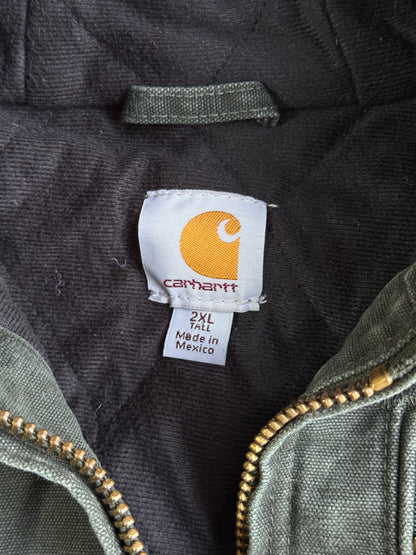 carhartt
2XL
TALL
Made in
Mexico